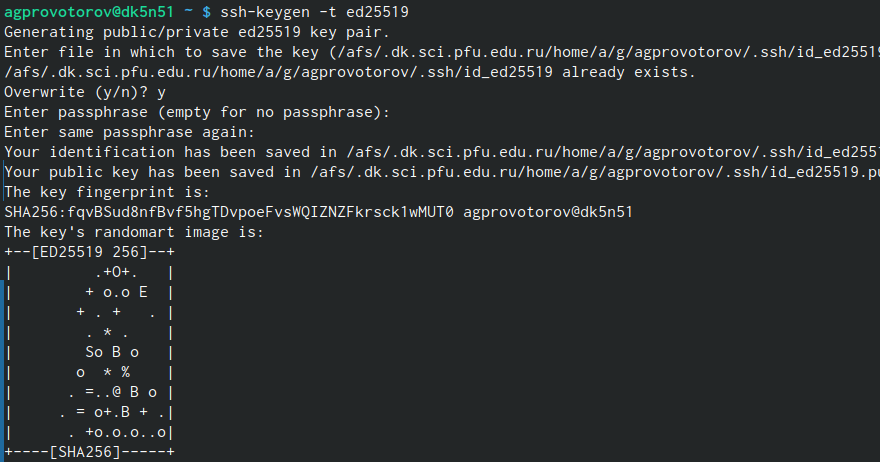 agprovotorov@dk5n51 ~ $ ssh-keygen -t ed25519
Generating public/private ed25519 key pair.
Enter file in which to save the key (/afs/.dk.sci.pfu.edu.ru/home/a/g/agprovotorov/.ssh/id_ed2551
/afs/.dk.sci.pfu.edu.ru/home/a/g/agprovotorov/.ssh/id_ed25519 already exists.
Overwrite (y/n)? y
Enter passphrase (empty for no passphrase):
Enter same passphrase again:
Your identification has been saved in /afs/.dk.sci.pfu.edu.ru/home/a/g/agprovotorov/.ssh/id_ed255
Your public key has been saved in /afs/.dk.sci.pfu.edu.ru/home/a/g/agprovotorov/.ssh/id_ed25519.pu
The key fingerprint is:
SHA256:fqvBSud8nfBvf5hgTDvpoeFvsWQIZNZFkrsck1wMUT0 agprovotorov@dk5n51
The key's randomart image is:
+--[ED25519 256]--+
|          .+O+.   |
|         + o.o E  |
|        + . +   . |
|         . * .    |
|         So B o   |
|        o  * %    |
|       . =..@ B o |
|      . = o+.B + .|
|       . +o.o.o..o|
+----[SHA256]-----+